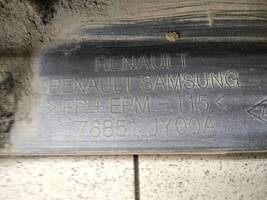 RENAULT
RENAULT SAMSUNG
>PP+EPM-T15<
76851 JY00A